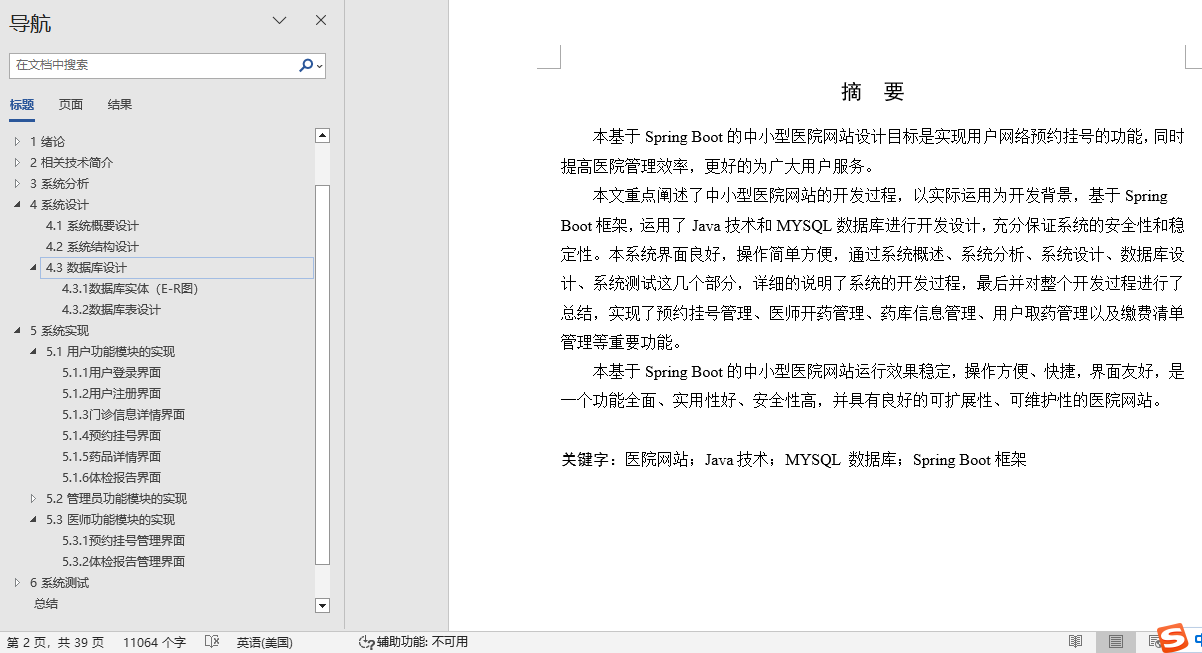 导航
在文档中搜索
标题 页面 结果
1 绪论
2 相关技术简介
3 系统分析
4 系统设计
4.1 系统概要设计
4.2 系统结构设计
4.3 数据库设计
4.3.1数据库实体（E-R图）
4.3.2数据库表设计
5 系统实现
5.1 用户功能模块的实现
5.1.1用户登录界面
5.1.2用户注册界面
5.1.3门诊信息详情界面
5.1.4预约挂号界面
5.1.5药品详情界面
5.1.6体检报告界面
5.2 管理员功能模块的实现
5.3 医师功能模块的实现
5.3.1预约挂号管理界面
5.3.2体检报告管理界面
6 系统测试
总结
摘 要
本基于 Spring Boot 的中小型医院网站设计目标是实现用户网络预约挂号的功能，同时
提高医院管理效率，更好的为广大用户服务。
本文重点阐述了中小型医院网站的开发过程，以实际运用为开发背景，基于 Spring
Boot 框架，运用了 Java 技术和 MYSQL 数据库进行开发设计，充分保证系统的安全性和稳
定性。本系统界面良好，操作简单方便，通过系统概述、系统分析、系统设计、数据库设
计、系统测试这几个部分，详细的说明了系统的开发过程，最后并对整个开发过程进行了
总结，实现了预约挂号管理、医师开药管理、药库信息管理、用户取药管理以及缴费清单
管理等重要功能。
本基于 Spring Boot 的中小型医院网站运行效果稳定，操作方便、快捷，界面友好，是
一个功能全面、实用性好、安全性高，并具有良好的可扩展性、可维护性的医院网站。
关键字：医院网站；Java 技术；MYSQL 数据库；Spring Boot 框架
第 2 页，共 39 页 11064 个字 英语(美国) 辅助功能: 不可用